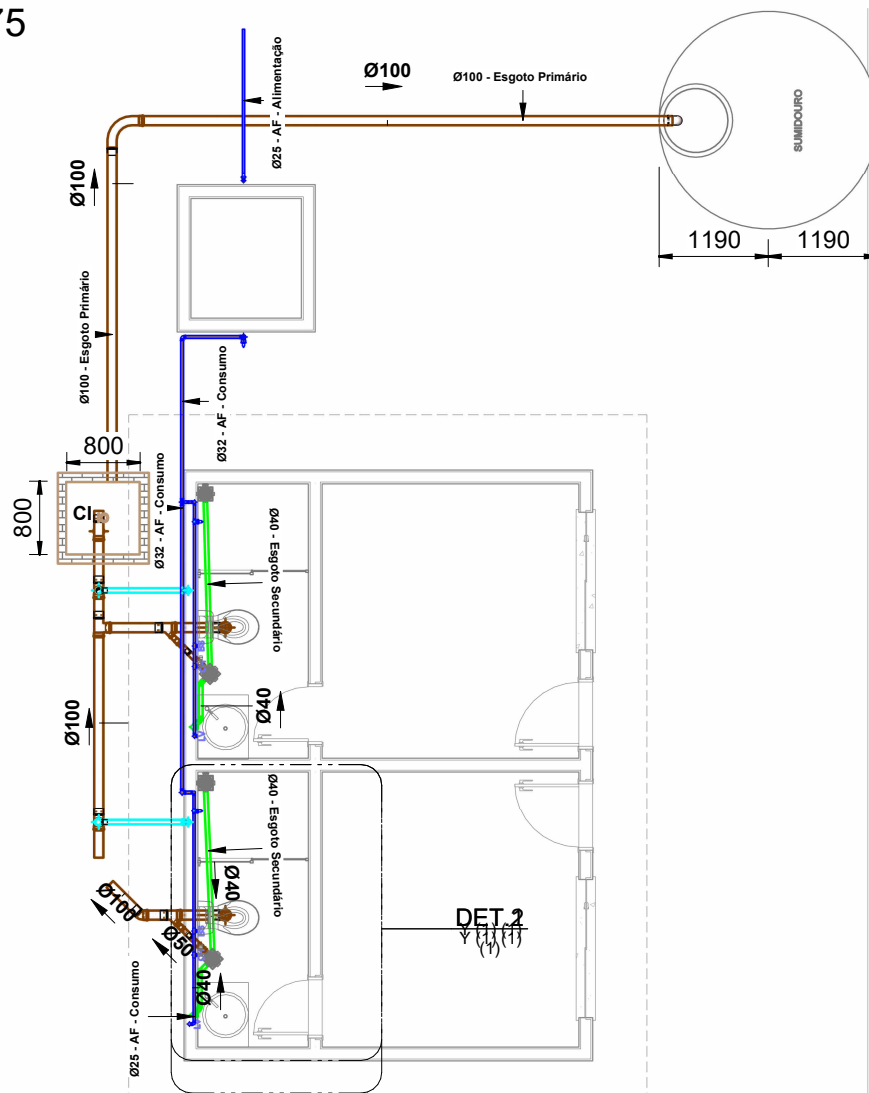 75
Ø25 - AF - Alimentação
Ø100
Ø100 - Esgoto Primário
SUMIDOURO
1190
1190
Ø100
Ø100 - Esgoto Primário
Ø32 - AF - Consumo
800
800
CI
Ø32 - AF - Consumo
Ø40 - Esgoto Secundário
Ø100
Ø40
Ø40 - Esgoto Secundário
Ø40
Ø100
Ø50
Ø40
DET.2
(1)
Ø25 - AF - Consumo